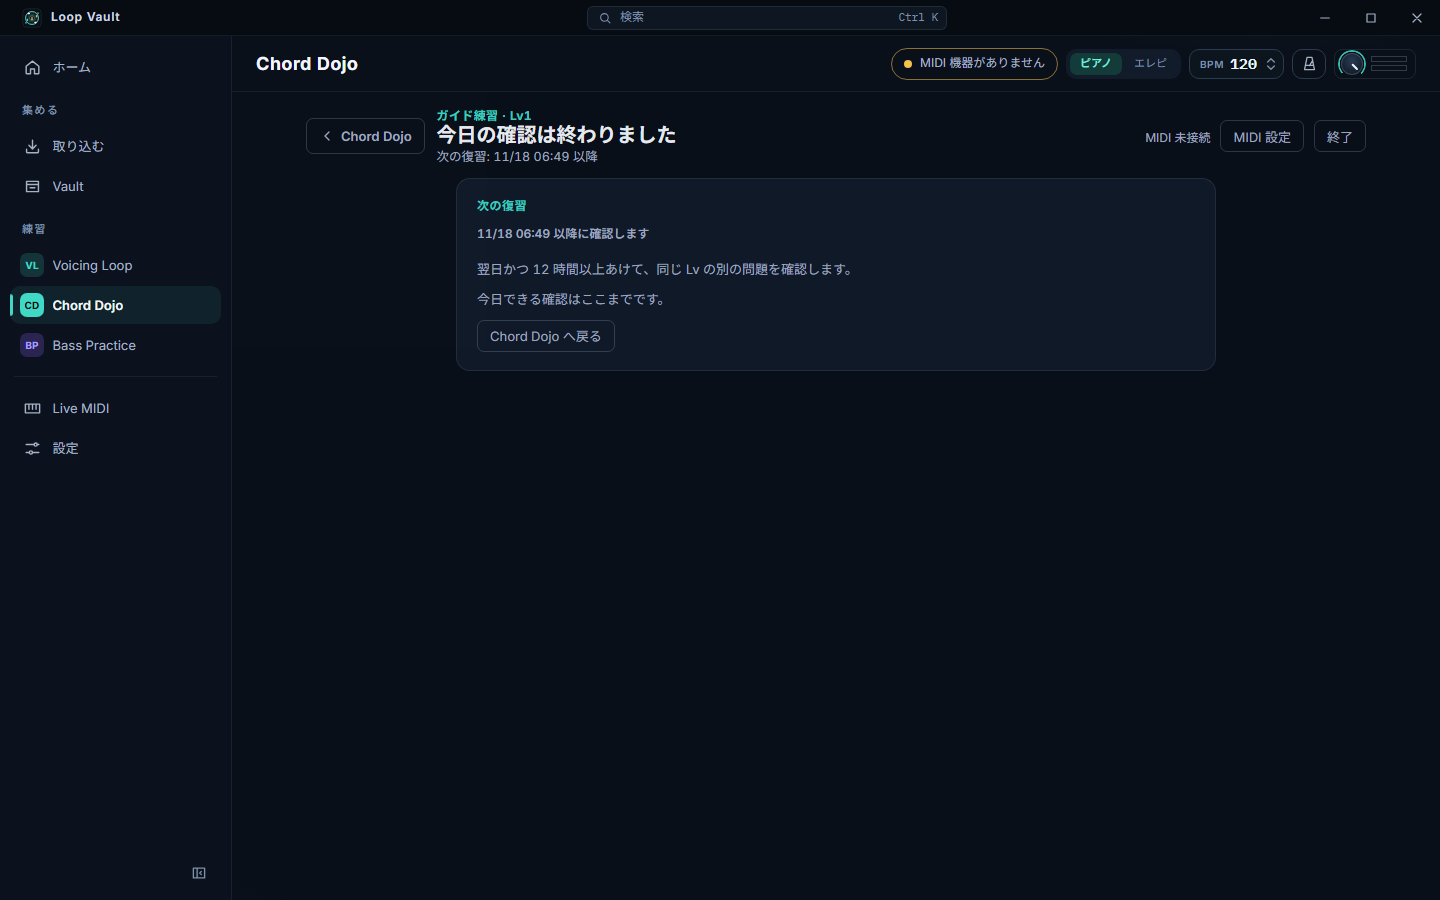 Loop Vault
検索
Ctrl K
ホーム
集める
取り込む
Vault
練習
VL Voicing Loop
CD Chord Dojo
BP Bass Practice
Live MIDI
設定
Chord Dojo
MIDI 機器がありません
ピアノ
エレピ
BPM 120
Chord Dojo
ガイド練習 · Lv1
今日の確認は終わりました
次の復習: 11/18 06:49 以降
MIDI 未接続
MIDI 設定
終了
次の復習
11/18 06:49 以降に確認します
翌日かつ 12 時間以上あけて、同じ Lv の別の問題を確認します。
今日できる確認はここまでです。
Chord Dojo へ戻る